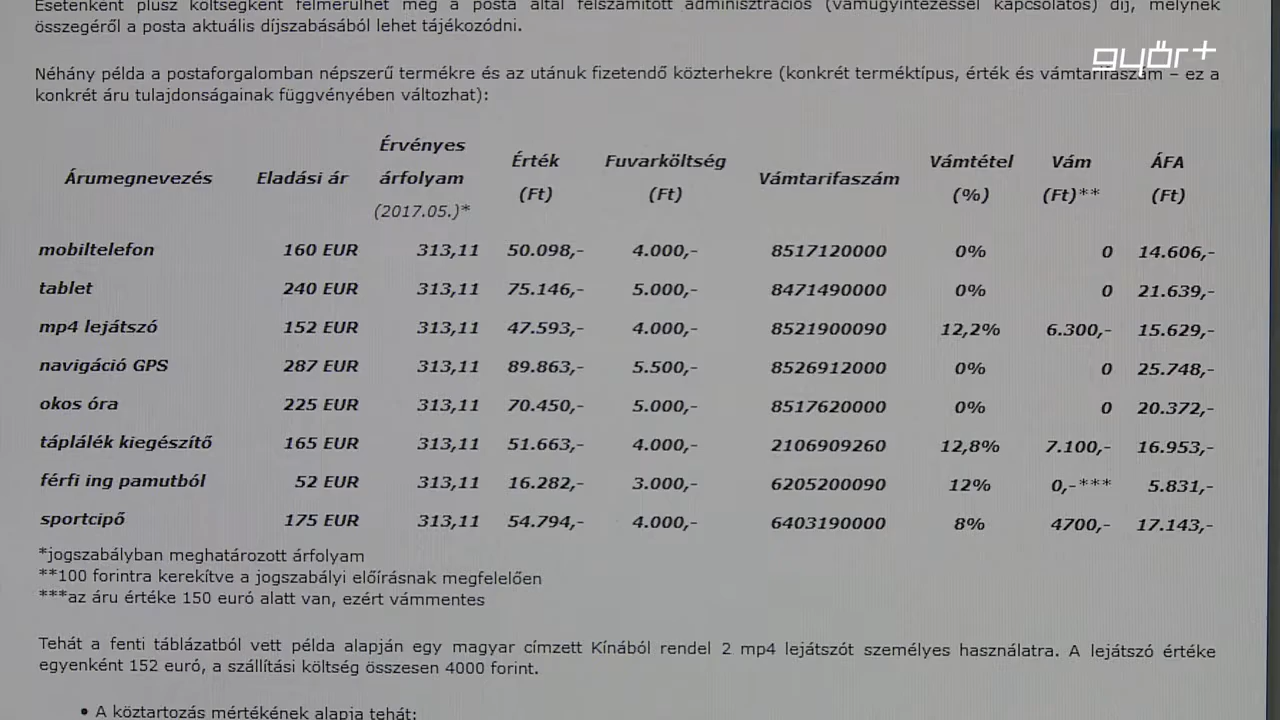 Esetenként plusz költségként felmerülhet még a posta által felszámított adminisztrációs (vámügyintézéssel kapcsolatos) díj, melynek
összegéről a posta aktuális díjszabásából lehet tájékozódni.
győr+
Néhány példa a postaforgalomban népszerű termékre és az utánuk fizetendő közterhekre (konkrét terméktípus, érték és vámtarifaszám – ez a
konkrét áru tulajdonságainak függvényében változhat):
Árumegnevezés Eladási ár Érvényes árfolyam (2017.05.)* Érték (Ft) Fuvarköltség (Ft) Vámtarifaszám Vámtétel (%) Vám (Ft)** ÁFA (Ft)
mobiltelefon 160 EUR 313,11 50.098,- 4.000,- 8517120000 0% 0 14.606,-
tablet 240 EUR 313,11 75.146,- 5.000,- 8471490000 0% 0 21.639,-
mp4 lejátszó 152 EUR 313,11 47.593,- 4.000,- 8521900090 12,2% 6.300,- 15.629,-
navigáció GPS 287 EUR 313,11 89.863,- 5.500,- 8526912000 0% 0 25.748,-
okos óra 225 EUR 313,11 70.450,- 5.000,- 8517620000 0% 0 20.372,-
táplálék kiegészítő 165 EUR 313,11 51.663,- 4.000,- 2106909260 12,8% 7.100,- 16.953,-
férfi ing pamutból 52 EUR 313,11 16.282,- 3.000,- 6205200090 12% 0,-*** 5.831,-
sportcipő 175 EUR 313,11 54.794,- 4.000,- 6403190000 8% 4700,- 17.143,-
*jogszabályban meghatározott árfolyam
**100 forintra kerekítve a jogszabályi előírásnak megfelelően
***az áru értéke 150 euró alatt van, ezért vámmentes
Tehát a fenti táblázatból vett példa alapján egy magyar címzett Kínából rendel 2 mp4 lejátszót személyes használatra. A lejátszó értéke
egyenként 152 euró, a szállítási költség összesen 4000 forint.
• A köztartozás mértékének alapja tehát: